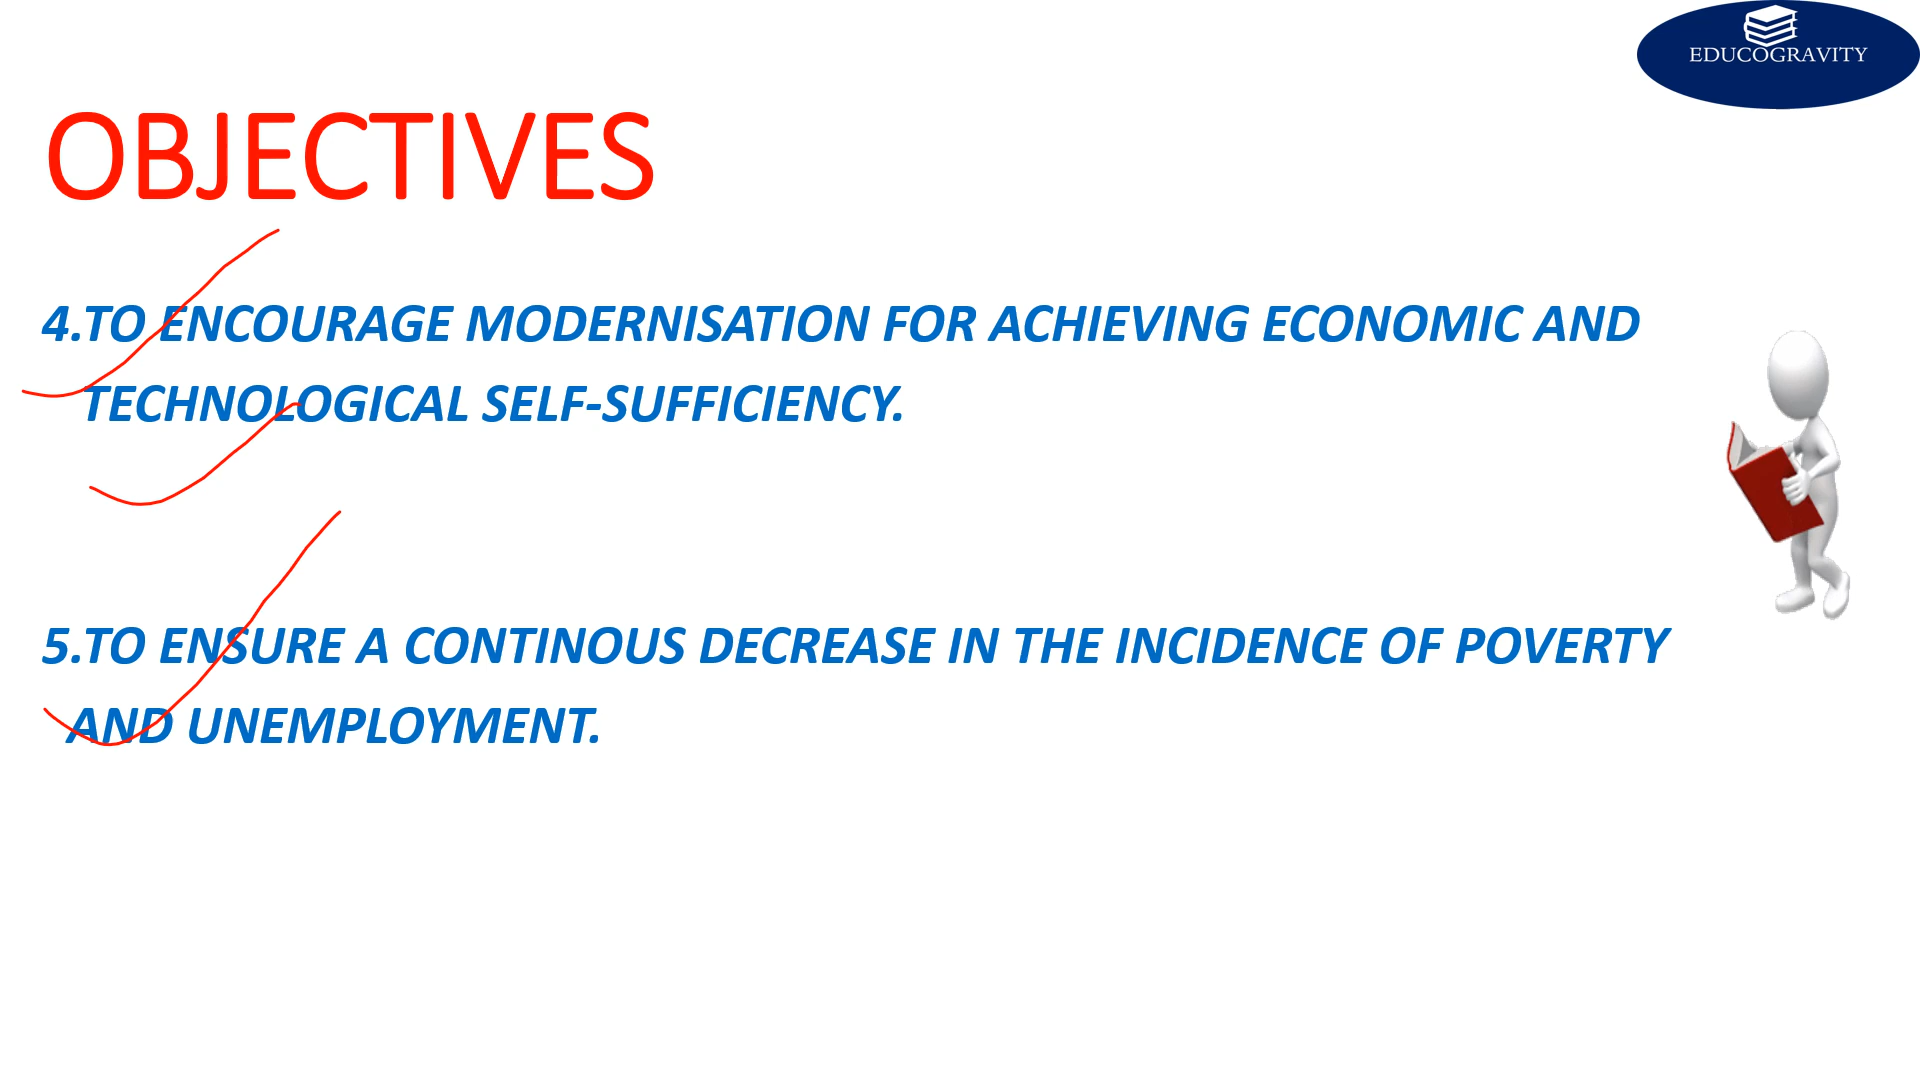 EDUCOGRAVITY
OBJECTIVES
4.TO ENCOURAGE MODERNISATION FOR ACHIEVING ECONOMIC AND
TECHNOLOGICAL SELF-SUFFICIENCY.
5.TO ENSURE A CONTINOUS DECREASE IN THE INCIDENCE OF POVERTY
AND UNEMPLOYMENT.